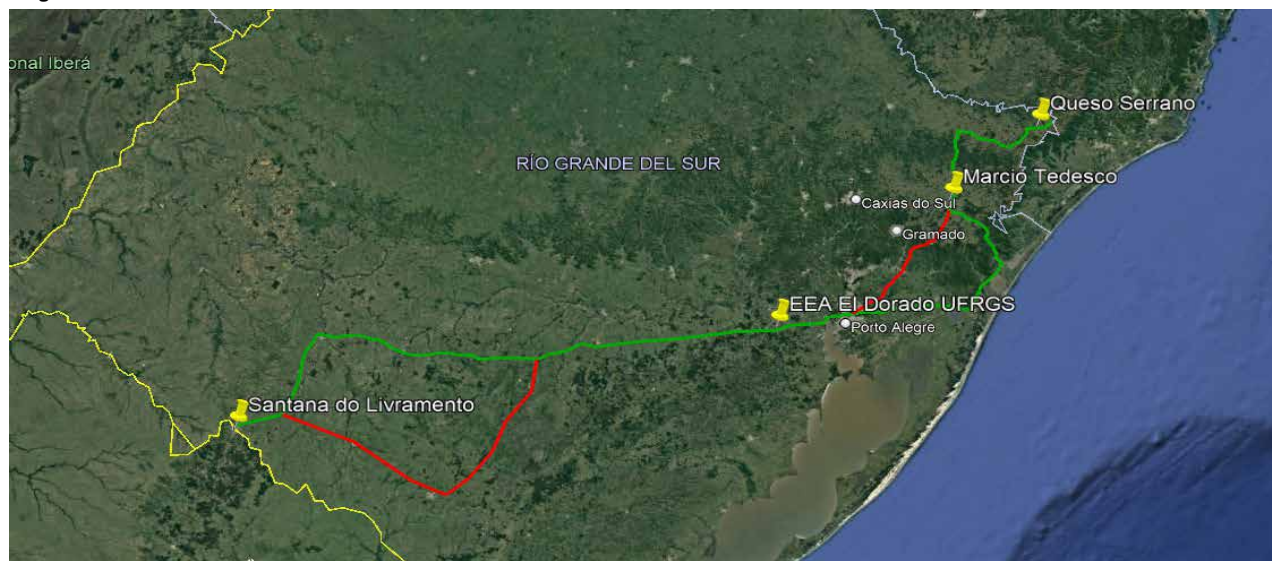 onal Iberá
Queso Serrano
RÍO GRANDE DEL SUR
Marcio Tedesco
Caxias do Sul
Gramado
EEA El Dorado UFRGS
Porto Alegre
Santana do Livramento